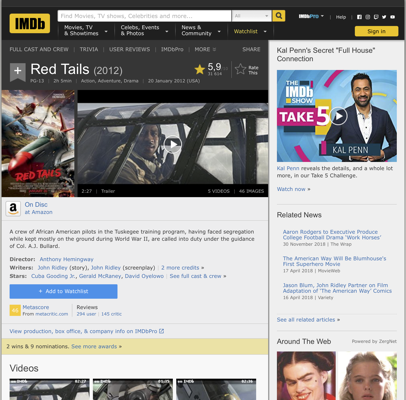 IMDb
Find Movies, TV shows, Celebrities and more...
All
Movies, TV & Showtimes
Celebs, Events & Photos
News & Community
Watchlist
IMDbPro
Help
Sign in
FULL CAST AND CREW | TRIVIA | USER REVIEWS | IMDbPro | MORE
SHARE
Red Tails (2012)
PG-13 | 2h 5min | Action, Adventure, Drama | 20 January 2012 (USA)
5,9
Rate This
RED TAILS
2:27 | Trailer
5 VIDEOS | 46 IMAGES
On Disc
at Amazon
A crew of African American pilots in the Tuskegee training program, having faced segregation
while kept mostly on the ground during World War II, are called into duty under the guidance
of Col. A.J. Bullard.
Director: Anthony Hemingway
Writers: John Ridley (story), John Ridley (screenplay) | 2 more credits »
Stars: Cuba Gooding Jr., Gerald McRaney, David Oyelowo | See full cast & crew »
+ Add to Watchlist
Metascore
From metacritic.com
Reviews
294 user | 145 critic
View production, box office, & company info on IMDbPro
2 wins & 9 nominations. See more awards »
Videos
Kal Penn's Secret "Full House"
Connection
THE IMDb SHOW
TAKE 5
KAL PENN
Kal Penn reveals the details, and a whole lot
more, in our Take 5 Challenge.
Watch now »
Related News
Aaron Rodgers to Executive Produce
College Football Drama 'Work Horses'
30 November 2018 | The Wrap
The American Way Will Be Blumhouse's
First Superhero Movie
17 April 2018 | MovieWeb
Jason Blum, John Ridley Partner on Film
Adaptation of 'The American Way' Comics
16 April 2018 | Variety
See all related articles »
Around The Web
Powered by ZergNet